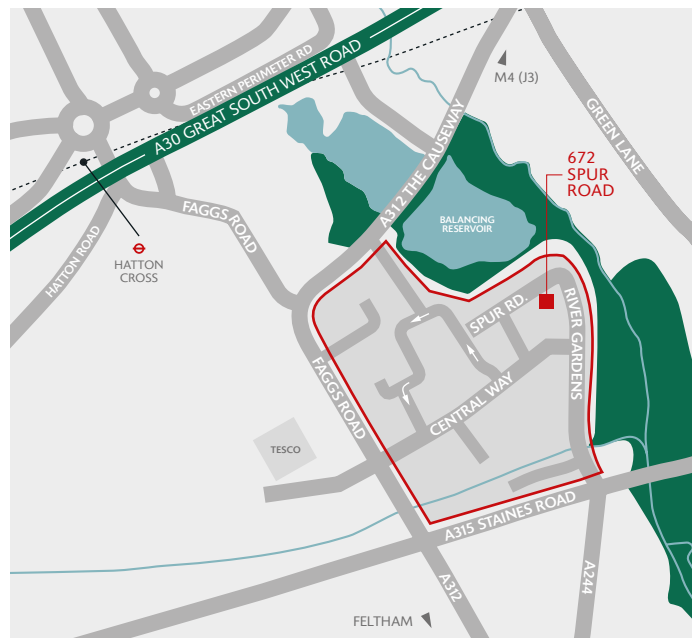 EASTERN PERIMETER RD
A30 GREAT SOUTH WEST ROAD
M4 (J3)
GREEN LANE
A312 THE CAUSEWAY
672
SPUR
ROAD
FAGGS ROAD
BALANCING
RESERVOIR
HATTON ROAD
HATTON
CROSS
SPUR RD.
RIVER GARDENS
FAGGS ROAD
CENTRAL WAY
TESCO
A315 STAINES ROAD
A312
A244
FELTHAM